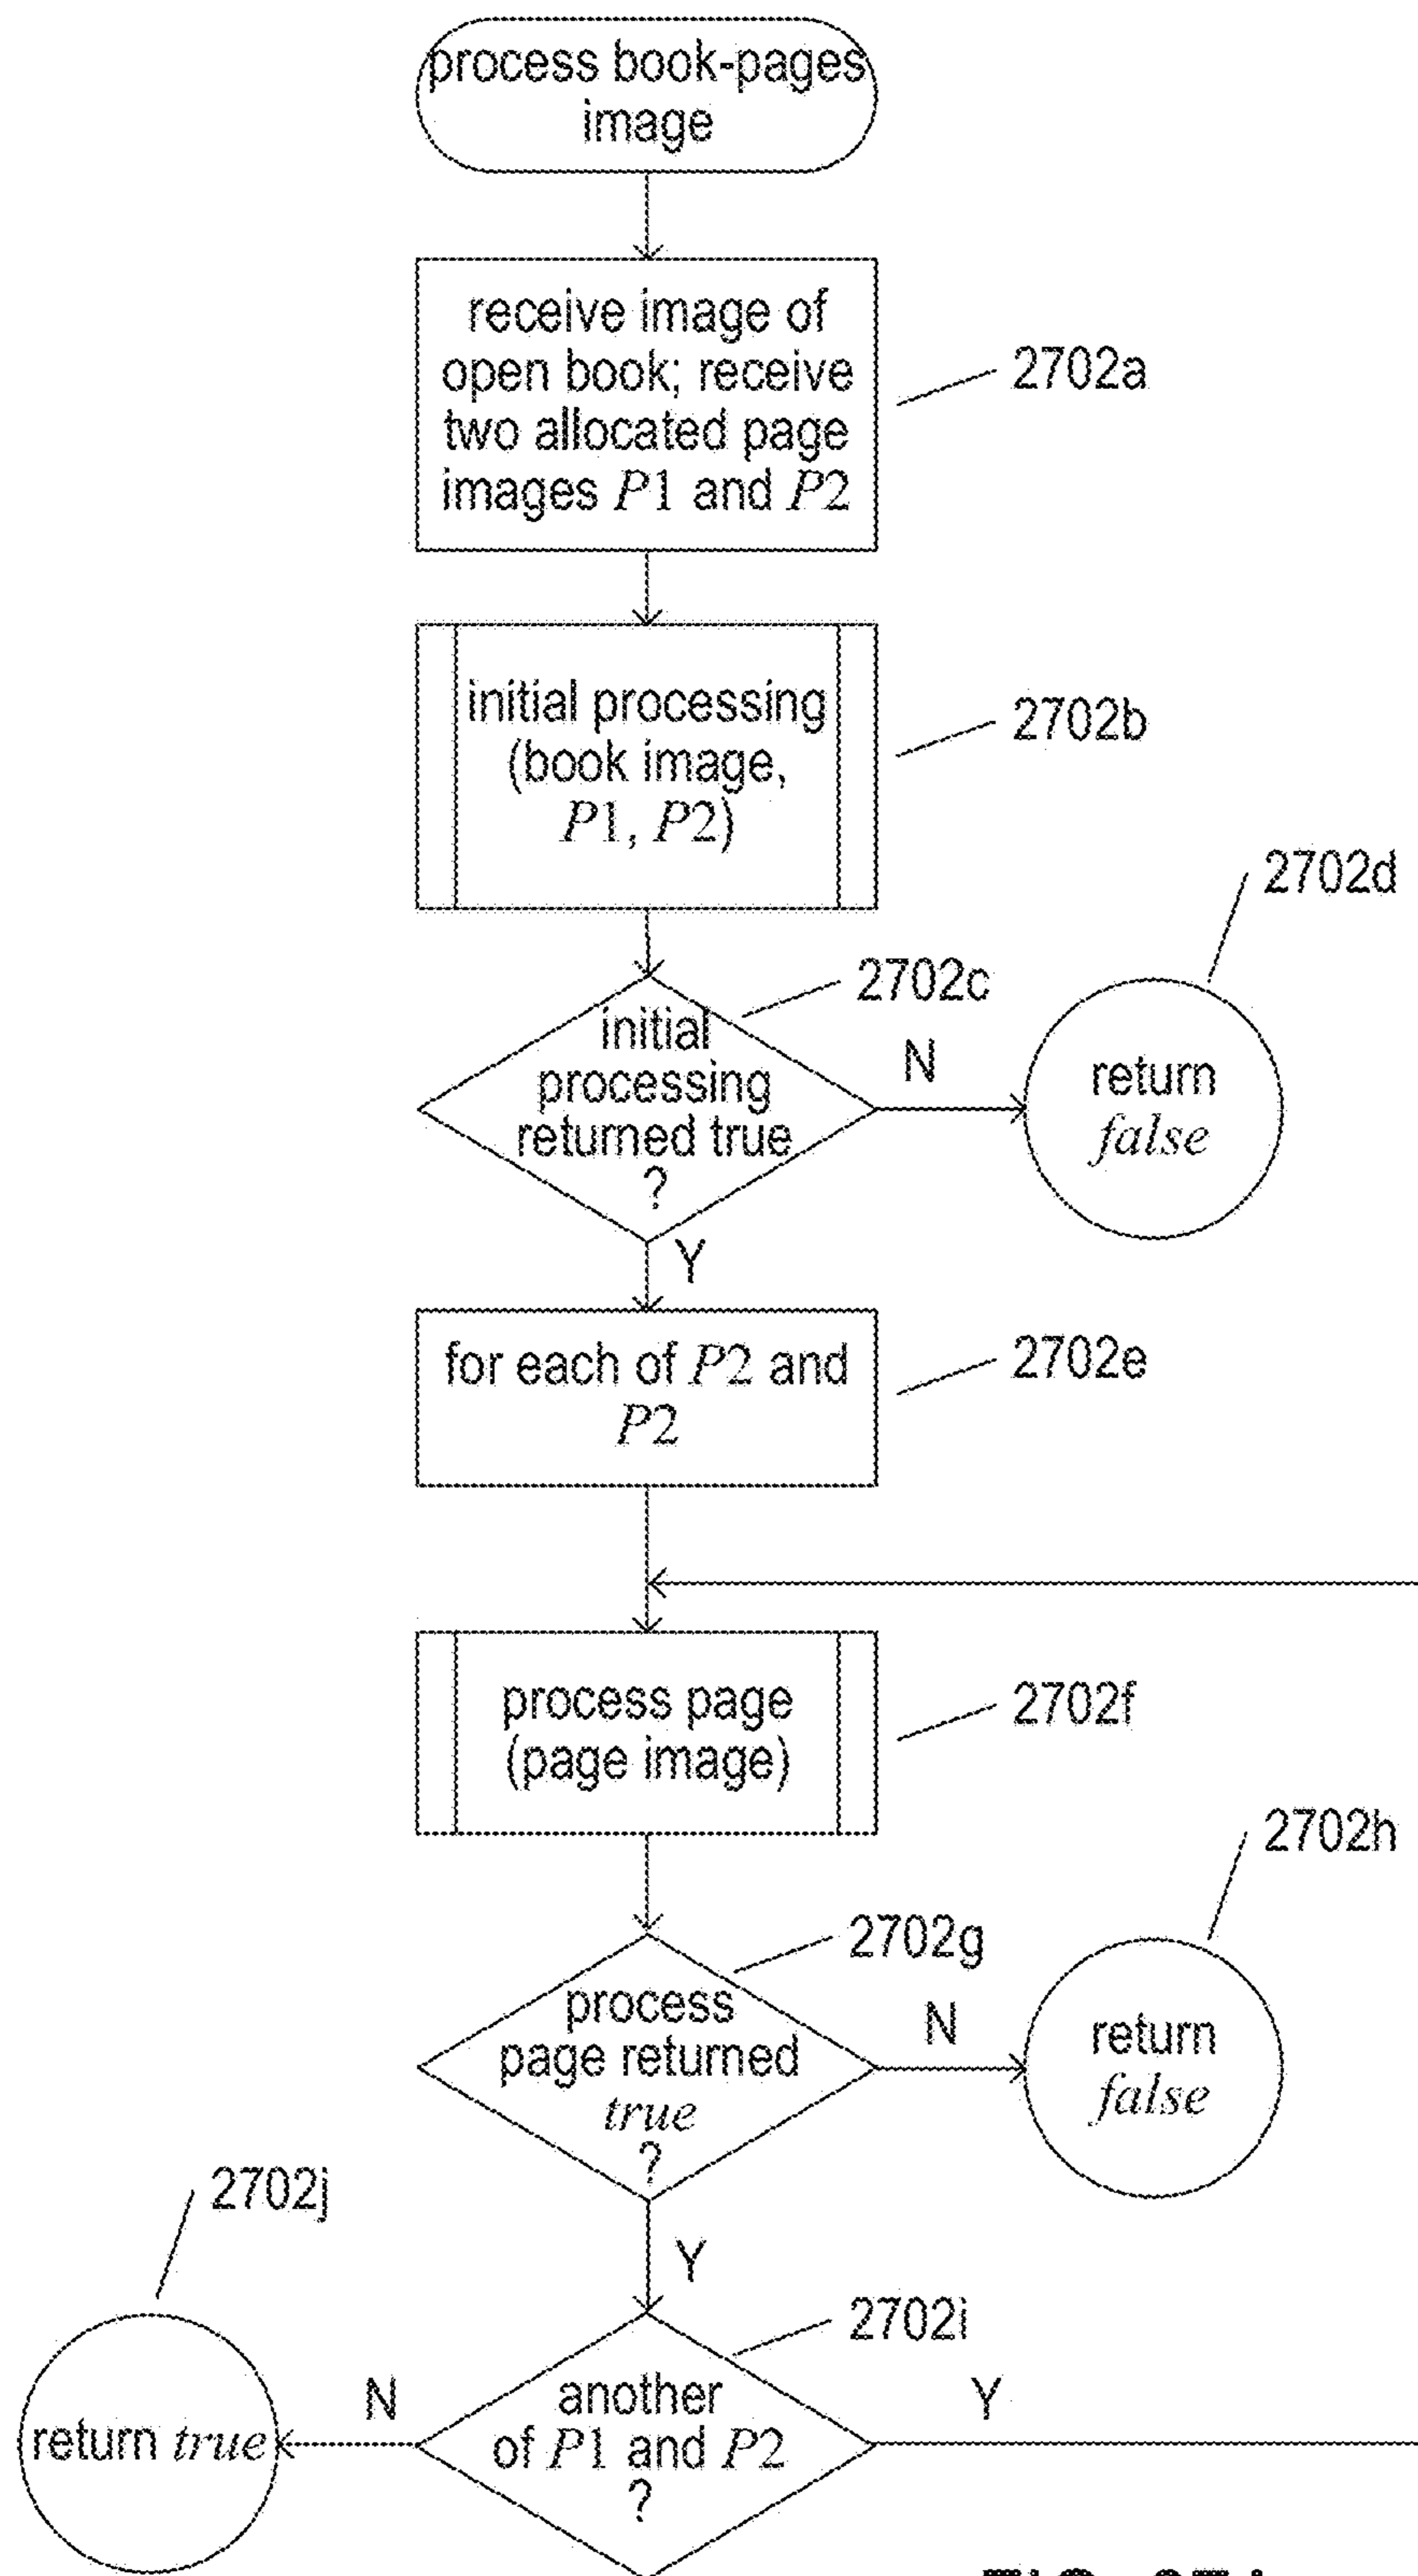 process book-pages
image
receive image of
open book; receive
two allocated page
images P1 and P2
2702a
initial processing
(book image,
P1, P2)
2702b
2702d
2702c
initial
processing
returned true
?
N
return
false
Y
for each of P2 and
P2
2702e
process page
(page image)
2702f
2702h
2702g
process
page returned
true
?
N
return
false
2702j
Y
2702i
another
of P1 and P2
?
N
Y
return true